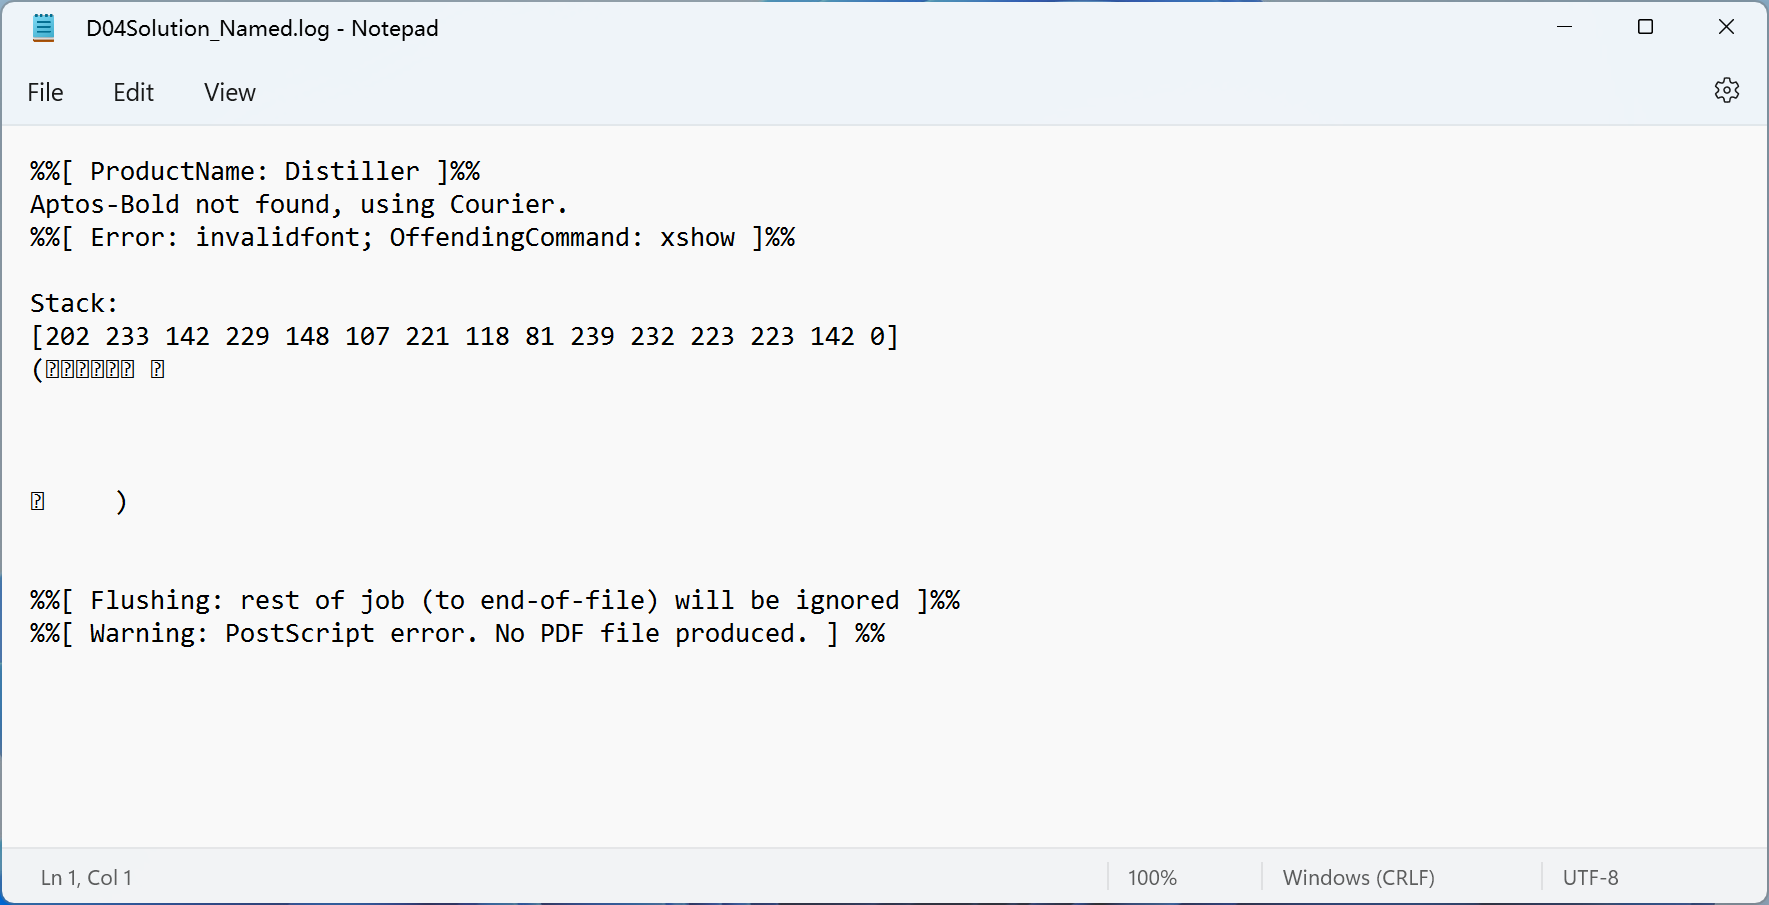 D04Solution_Named.log - Notepad
File Edit View
%%[ ProductName: Distiller ]%%
Aptos-Bold not found, using Courier.
%%[ Error: invalidfont; OffendingCommand: xshow ]%%
Stack:
[202 233 142 229 148 107 221 118 81 239 232 223 223 142 0]
(
)
%%[ Flushing: rest of job (to end-of-file) will be ignored ]%%
%%[ Warning: PostScript error. No PDF file produced. ] %%
Ln 1, Col 1 100% Windows (CRLF) UTF-8